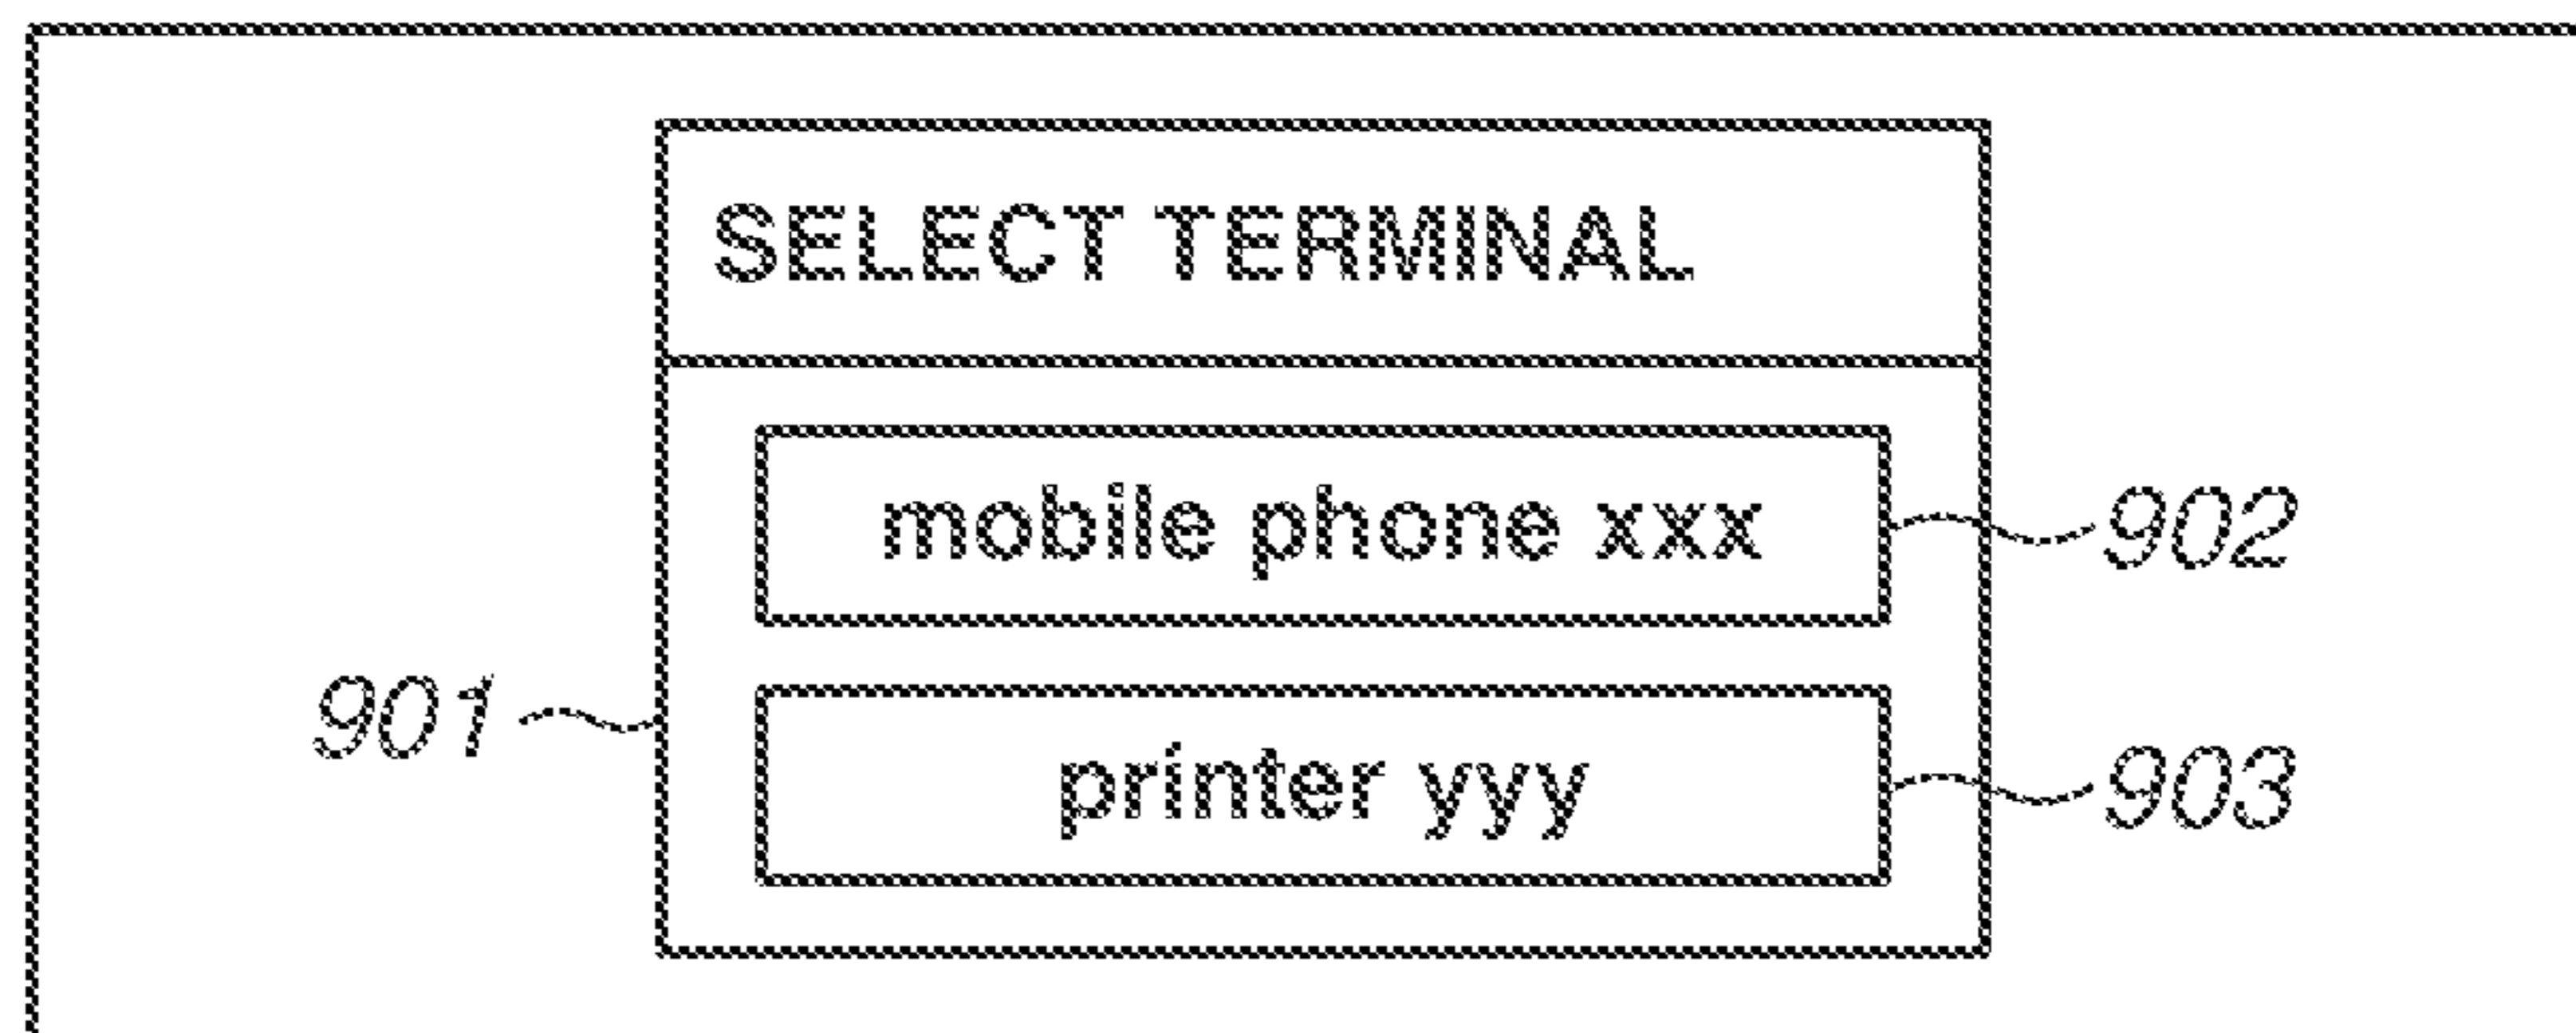 SELECT TERMINAL
mobile phone xxx
902
901
printer yyy
903